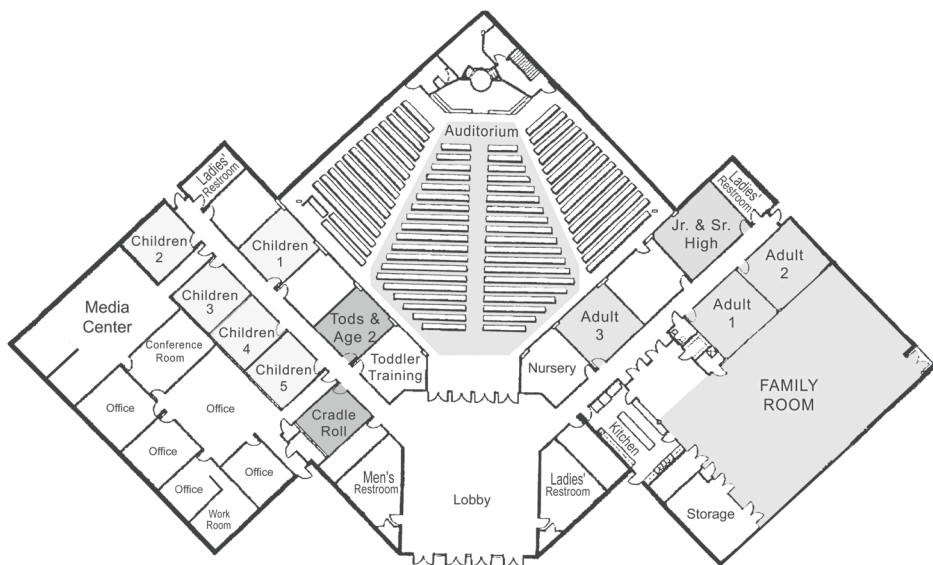 Auditorium
Ladies'
Restroom
Ladies'
Restroom
Children
2
Children
1
Jr. & Sr.
High
Adult
2
Media
Center
Children
3
Children
4
Children
5
Tods &
Age 2
Adult
3
Adult
1
Conference
Room
Toddler
Training
Nursery
FAMILY
ROOM
Office
Office
Cradle
Roll
Kitchen
Office
Office
Office
Men's
Restroom
Lobby
Ladies'
Restroom
Work
Room
Storage